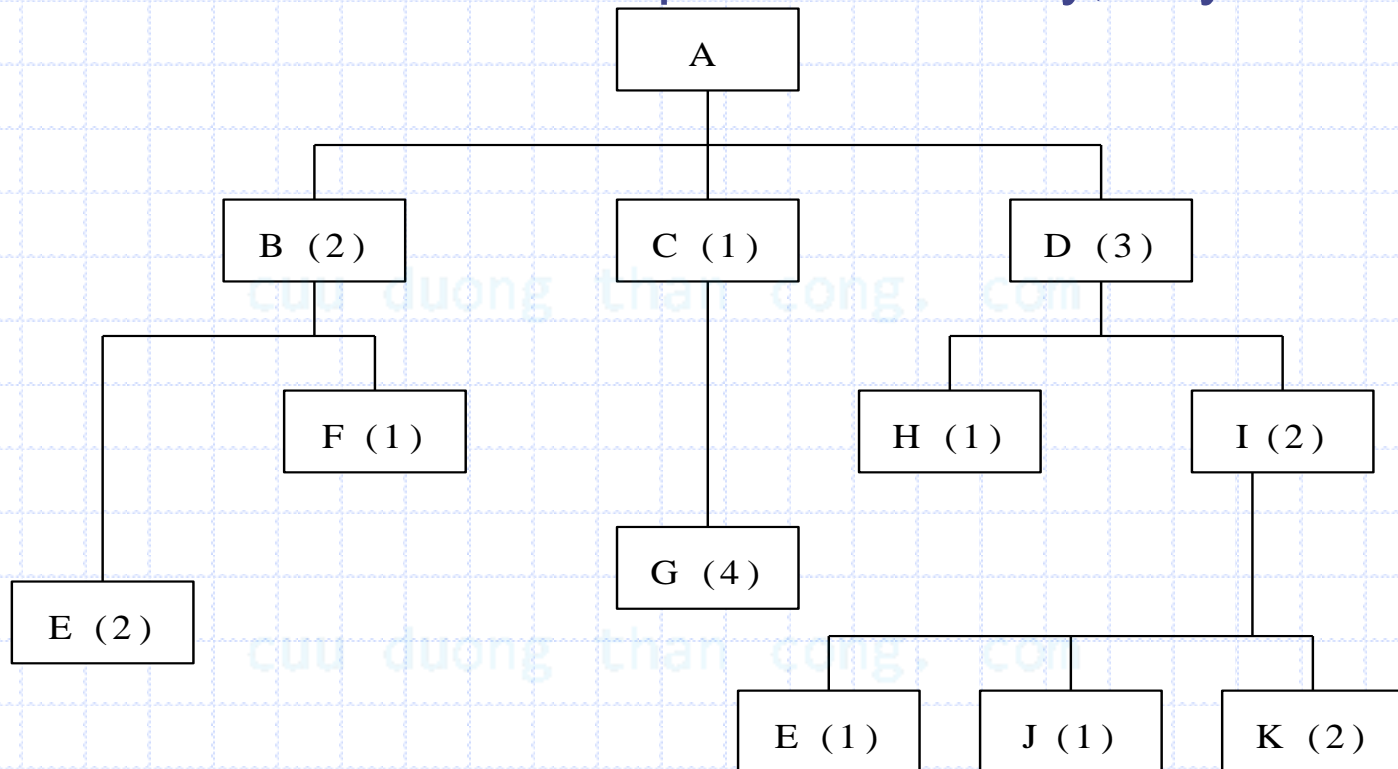 A
B (2)
C (1)
D (3)
cuu duong than cong. com
F (1)
H (1)
I (2)
G (4)
E (2)
cuu duong than cong. com
E (1)
J (1)
K (2)